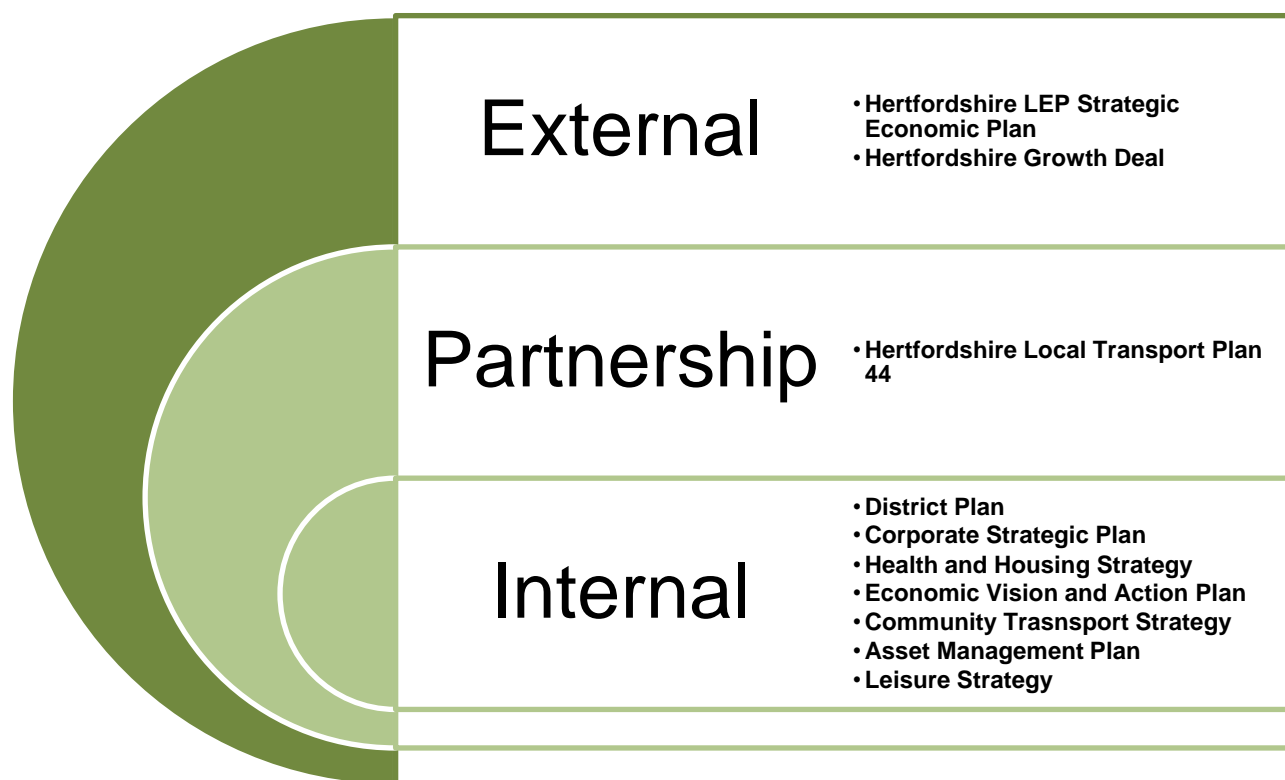 External
• Hertfordshire LEP Strategic
Economic Plan
• Hertfordshire Growth Deal
Partnership
• Hertfordshire Local Transport Plan
44
Internal
• District Plan
• Corporate Strategic Plan
• Health and Housing Strategy
• Economic Vision and Action Plan
• Community Trasnsport Strategy
• Asset Management Plan
• Leisure Strategy